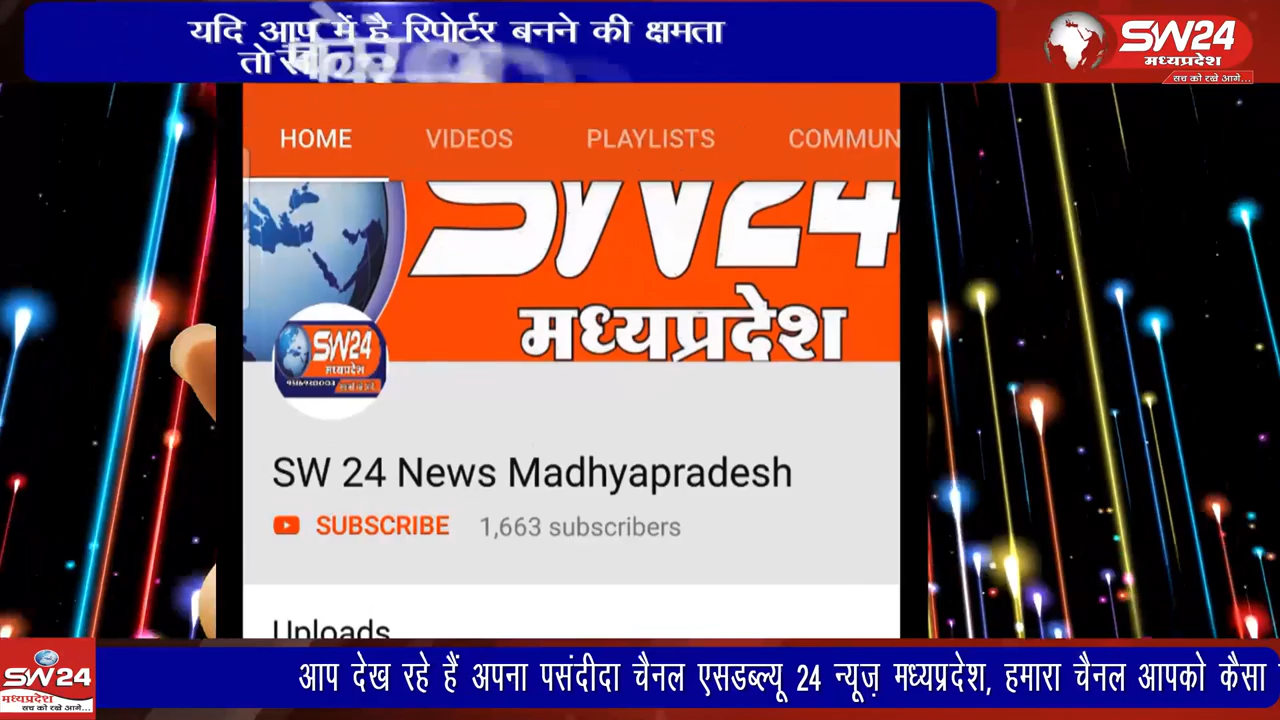 यदि आप में है रिपोर्टर बनने की क्षमता
तो
SW24
मध्यप्रदेश
सच को रखे आगे...
HOME VIDEOS PLAYLISTS COMMUN
SW24
मध्यप्रदेश
SW24
मध्यप्रदेश
SW 24 News Madhyapradesh
SUBSCRIBE 1,663 subscribers
Uploads
SW24
मध्यप्रदेश
सच को रखे आगे...
आप देख रहे हैं अपना पसंदीदा चैनल एसडब्ल्यू 24 न्यूज़ मध्यप्रदेश, हमारा चैनल आपको कैसा